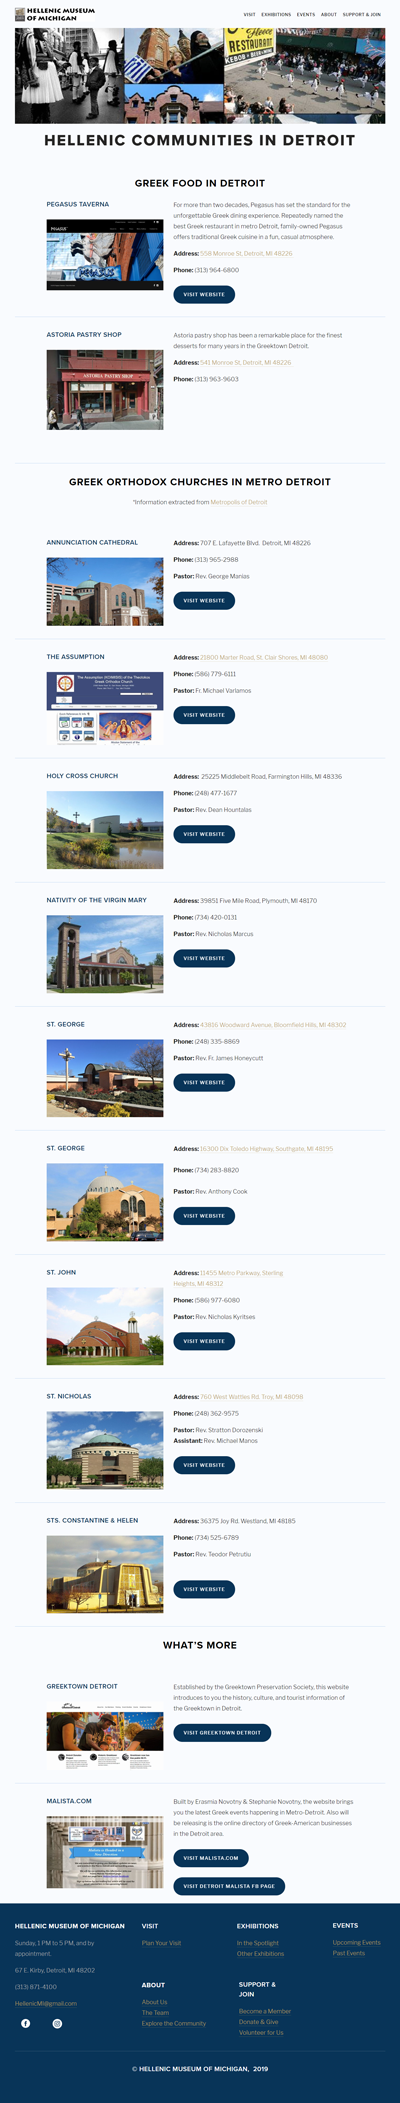 HELLENIC MUSEUM
OF MICHIGAN
VISIT EXHIBITIONS EVENTS ABOUT SUPPORT & JOIN
RESTAURANT
HELLENIC COMMUNITIES IN DETROIT
GREEK FOOD IN DETROIT
PEGASUS TAVERNA
For more than two decades, Pegasus has set the standard for the
unforgettable Greek dining experience. Repeatedly named the
best Greek restaurant in metro Detroit, family-owned Pegasus
offers traditional Greek cuisine in a fun, casual atmosphere.
Address: 558 Monroe St, Detroit, MI 48226
Phone: (313) 964-6800
VISIT WEBSITE
ASTORIA PASTRY SHOP
Astoria pastry shop has been a remarkable place for the finest
desserts for many years in the Greektown Detroit.
Address: 541 Monroe St, Detroit, MI 48226
Phone: (313) 963-9603
ASTORIA PASTRY SHOP
GREEK ORTHODOX CHURCHES IN METRO DETROIT
*Information extracted from Metropolis of Detroit
ANNUNCIATION CATHEDRAL
Address: 707 E. Lafayette Blvd. Detroit, MI 48226
Phone: (313) 965-2988
Pastor: Rev. George Manias
VISIT WEBSITE
THE ASSUMPTION
Address: 21800 Marter Road, St. Clair Shores, MI 48080
Phone: (586) 779-6111
Pastor: Fr. Michael Varlamos
VISIT WEBSITE
HOLY CROSS CHURCH
Address: 25225 Middlebelt Road, Farmington Hills, MI 48336
Phone: (248) 477-1677
Pastor: Rev. Dean Hountalas
VISIT WEBSITE
NATIVITY OF THE VIRGIN MARY
Address: 39851 Five Mile Road, Plymouth, MI 48170
Phone: (734) 420-0131
Pastor: Rev. Nicholas Marcus
VISIT WEBSITE
ST. GEORGE
Address: 43816 Woodward Avenue, Bloomfield Hills, MI 48302
Phone: (248) 335-8869
Pastor: Rev. Fr. James Honeycutt
VISIT WEBSITE
ST. GEORGE
Address: 16300 Dix Toledo Highway, Southgate, MI 48195
Phone: (734) 283-8820
Pastor: Rev. Anthony Cook
VISIT WEBSITE
ST. JOHN
Address: 11455 Metro Parkway, Sterling
Heights, MI 48312
Phone: (586) 977-6080
Pastor: Rev. Nicholas Kyritses
VISIT WEBSITE
ST. NICHOLAS
Address: 760 West Wattles Rd. Troy, MI 48098
Phone: (248) 362-9575
Pastor: Rev. Stratton Dorozenski
Assistant: Rev. Michael Manos
VISIT WEBSITE
STS. CONSTANTINE & HELEN
Address: 36375 Joy Rd. Westland, MI 48185
Phone: (734) 525-6789
Pastor: Rev. Teodor Petrutiu
VISIT WEBSITE
WHAT'S MORE
GREEKTOWN DETROIT
Established by the Greektown Preservation Society, this website
introduces to you the history, culture, and tourist information of
the Greektown in Detroit.
VISIT GREEKTOWN DETROIT
MALISTA.COM
Built by Erasmia Novotny & Stephanie Novotny, the website brings
you the latest Greek events happening in Metro-Detroit. Also will
be releasing is the online directory of Greek-American businesses
in the Detroit area.
VISIT MALISTA.COM
VISIT DETROIT MALISTA FB PAGE
HELLENIC MUSEUM OF MICHIGAN
Sunday, 1 PM to 5 PM, and by
appointment.
67 E. Kirby, Detroit, MI 48202
(313) 871-4100
HellenicMI@gmail.com
VISIT
Plan Your Visit
ABOUT
About Us
The Team
Explore the Community
EXHIBITIONS
In the Spotlight
Other Exhibitions
SUPPORT &
JOIN
Become a Member
Donate & Give
Volunteer for Us
EVENTS
Upcoming Events
Past Events
© HELLENIC MUSEUM OF MICHIGAN, 2019